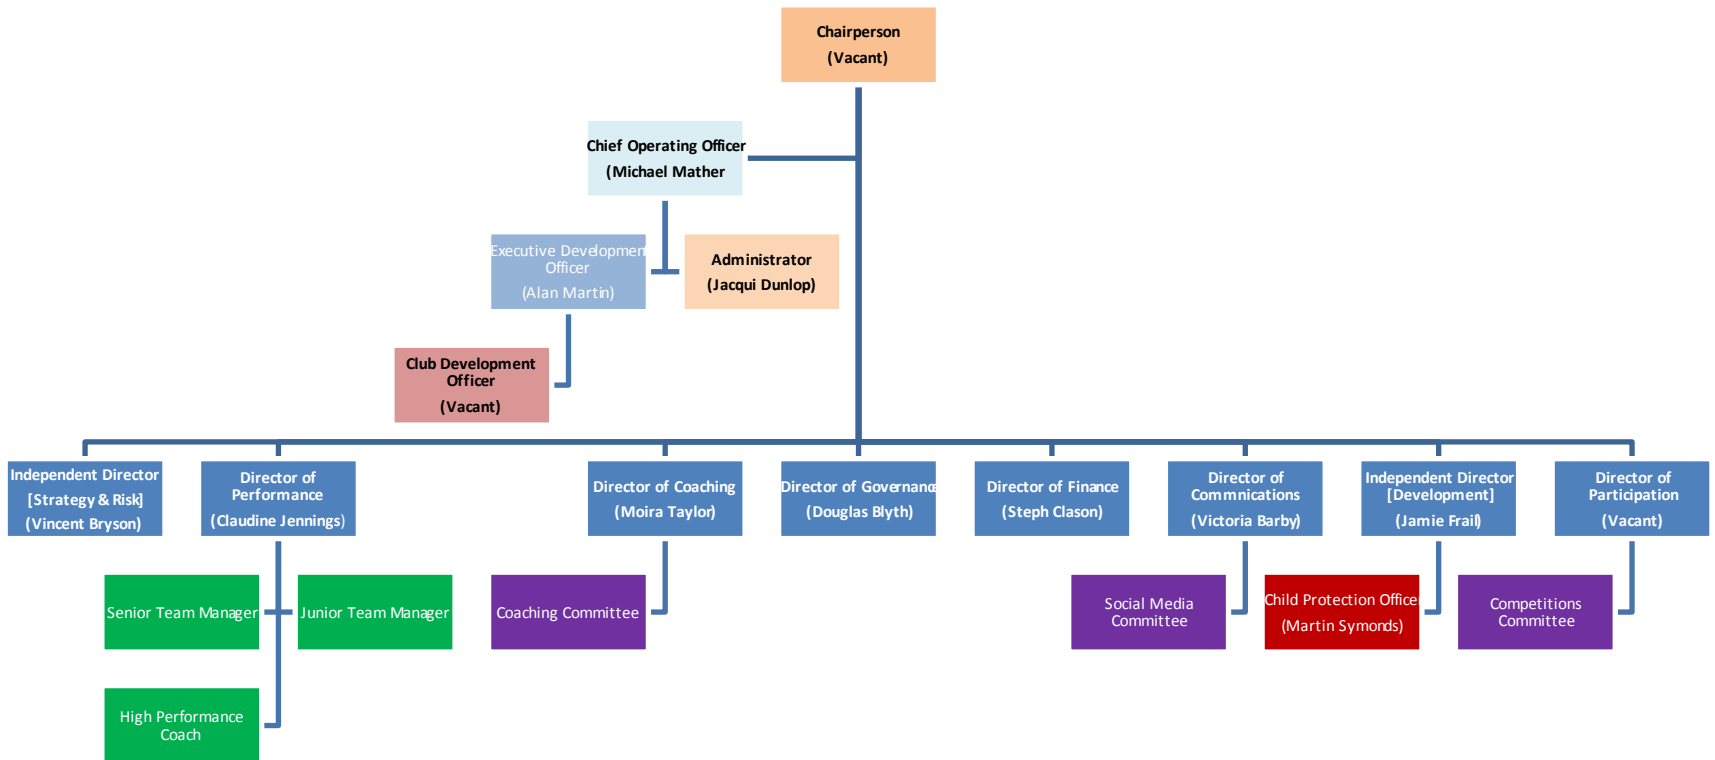 Chairperson
(Vacant)
Chief Operating Officer
(Michael Mather
Executive Development
Officer
(Alan Martin)
Administrator
(Jacqui Dunlop)
Club Development
Officer
(Vacant)
Independent Director
[Strategy & Risk]
(Vincent Bryson)
Director of
Performance
(Claudine Jennings)
Director of Coaching
(Moira Taylor)
Director of Governance
(Douglas Blyth)
Director of Finance
(Steph Clason)
Director of
Commnications
(Victoria Barby)
Independent Director
[Development]
(Jamie Frail)
Director of
Participation
(Vacant)
Senior Team Manager
Junior Team Manager
Coaching Committee
Social Media
Committee
Child Protection Officer
(Martin Symonds)
Competitions
Committee
High Performance
Coach